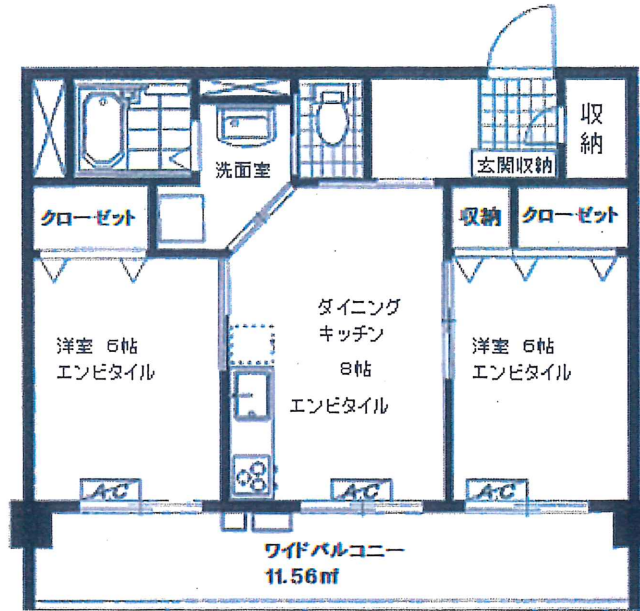 収
納
洗面室
玄関収納
クローゼット
収納
クローゼット
洋室 6帖
エンビタイル
ダイニング
キッチン
8帖
エンビタイル
洋室 6帖
エンビタイル
A.C
A.C
A.C
ワイドバルコニー
11.56㎡